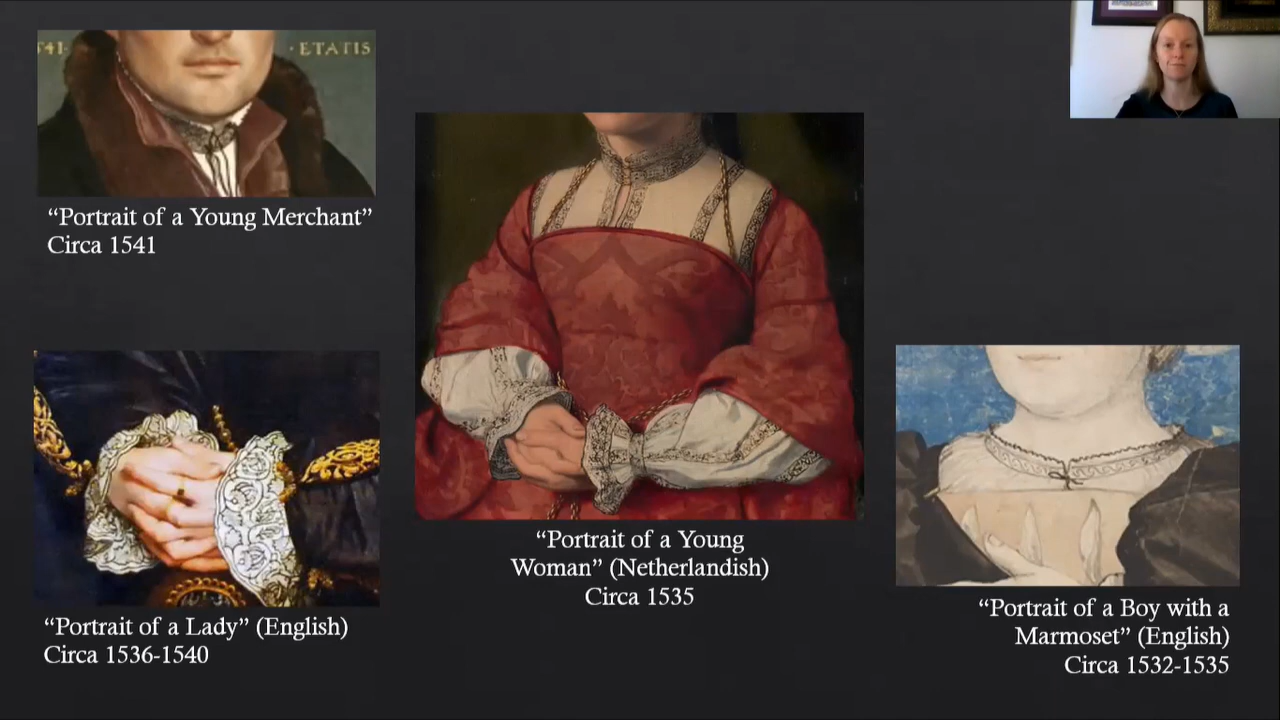 41·
·ETATIS
“Portrait of a Young Merchant”
Circa 1541
“Portrait of a Young
Woman” (Netherlandish)
Circa 1535
“Portrait of a Lady” (English)
Circa 1536-1540
“Portrait of a Boy with a
Marmoset” (English)
Circa 1532-1535